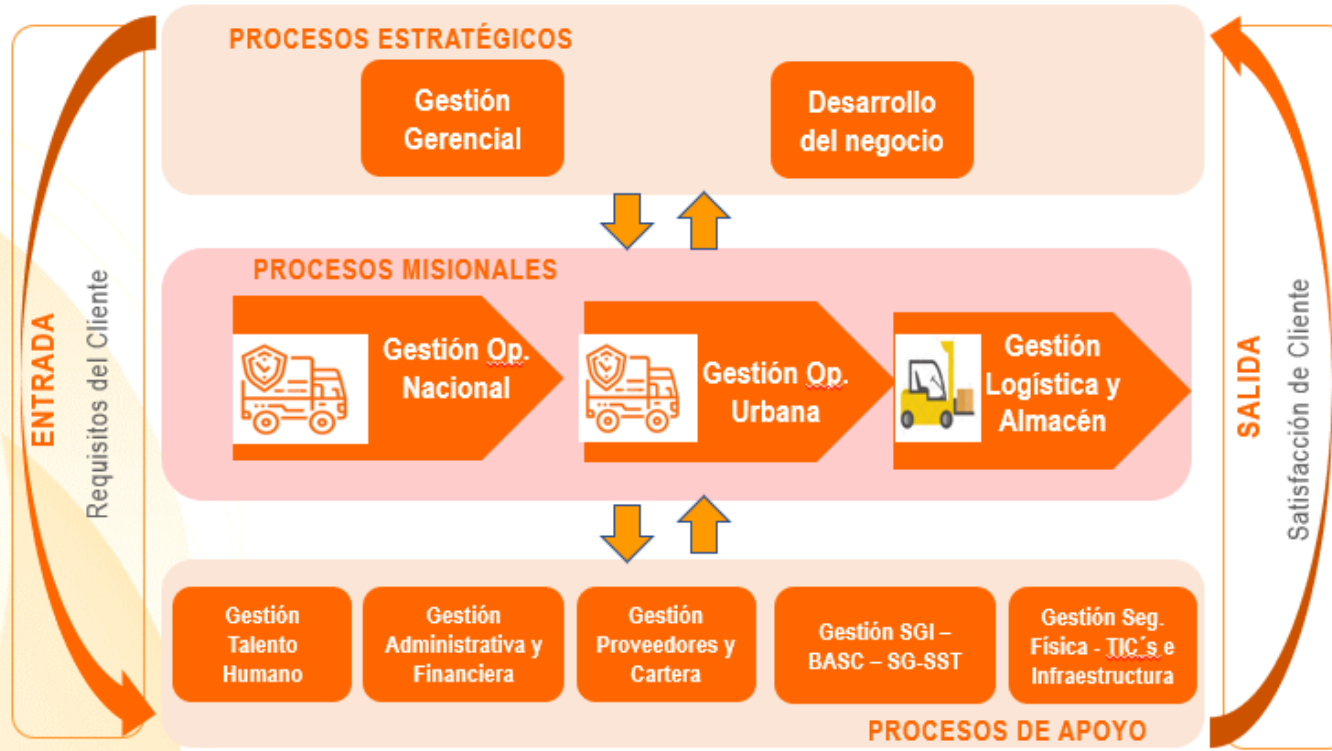 PROCESOS ESTRATÉGICOS
Gestión
Gerencial
Desarrollo
del negocio
ENTRADA
Requisitos del Cliente
PROCESOS MISIONALES
Gestión Op.
Nacional
Gestión Op.
Urbana
Gestión
Logística y
Almacén
SALIDA
Satisfacción de Cliente
Gestión
Talento
Humano
Gestión
Administrativa y
Financiera
Gestión
Proveedores y
Cartera
Gestión SGI –
BASC – SG-SST
Gestión Seg.
Física - TIC´s e
Infraestructura
PROCESOS DE APOYO